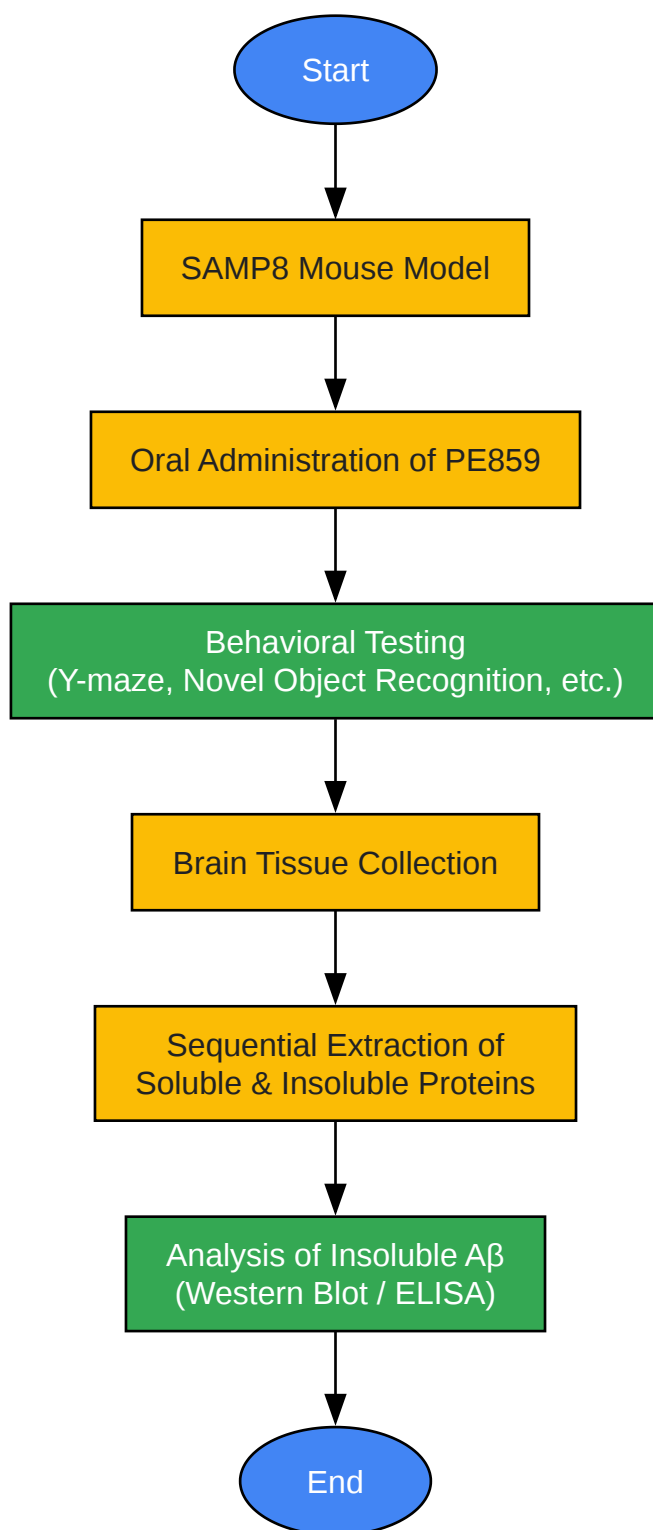 Start
SAMP8 Mouse Model
Oral Administration of PE859
Behavioral Testing
(Y-maze, Novel Object Recognition, etc.)
Brain Tissue Collection
Sequential Extraction of
Soluble & Insoluble Proteins
Analysis of Insoluble Aβ
(Western Blot / ELISA)
End